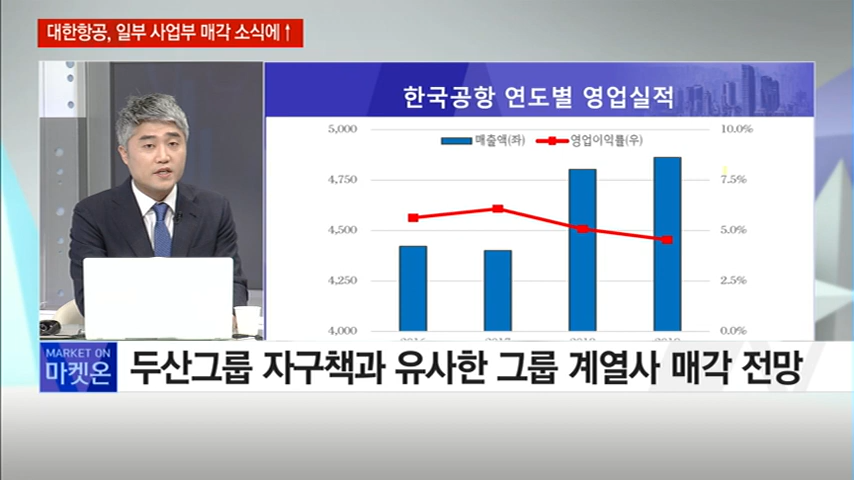 대한항공, 일부 사업부 매각 소식에↑
한국공항 연도별 영업실적
매출액(좌) 영업이익률(우)
5,000 10.0%
4,750 7.5%
4,500 5.0%
4,250 2.5%
4,000 0.0%
MARKET ON
마켓온
두산그룹 자구책과 유사한 그룹 계열사 매각 전망